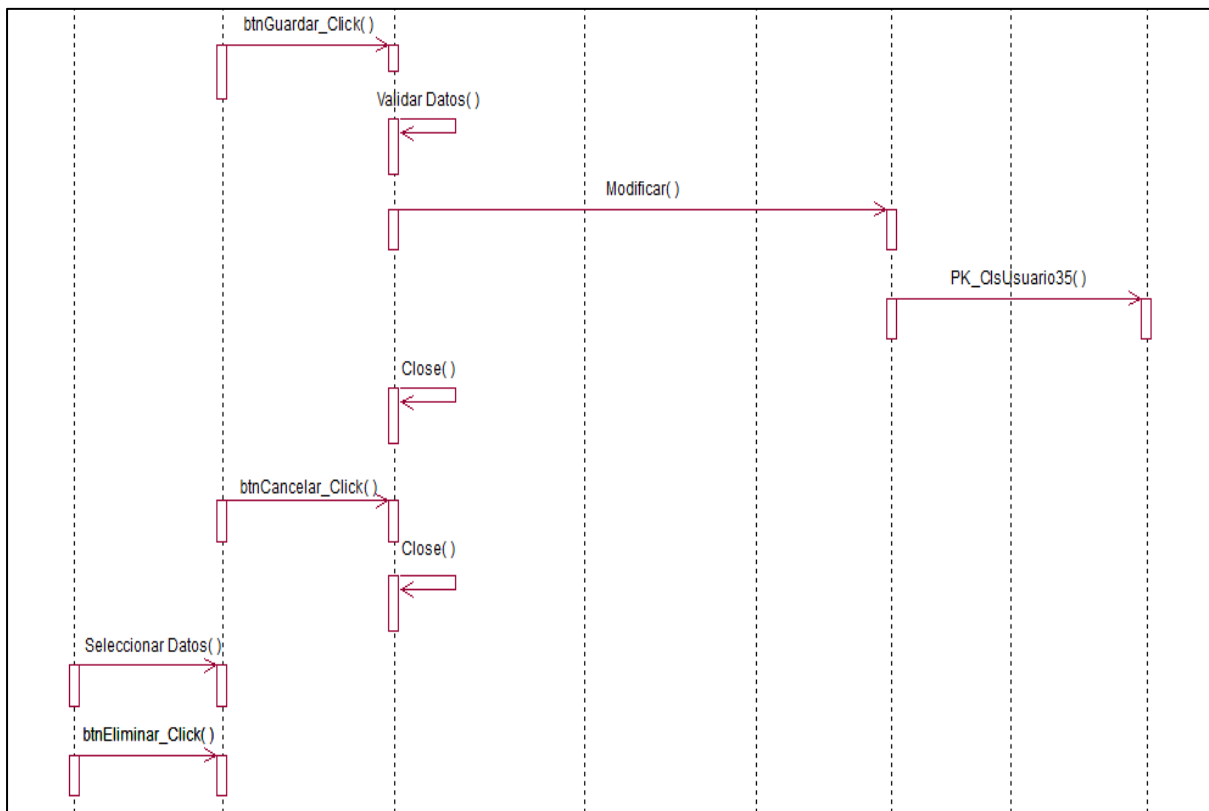 btnGuardar_Click( )
Validar Datos( )
Modificar( )
PK_ClsUsuario35( )
Close( )
btnCancelar_Click( )
Close( )
Seleccionar Datos( )
btnEliminar_Click( )